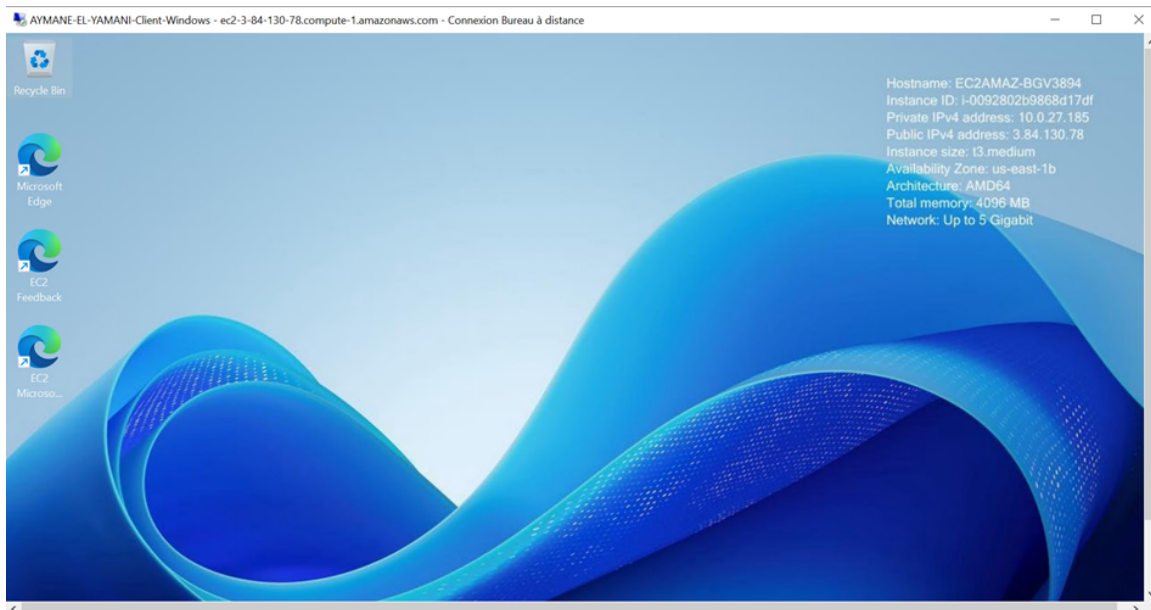 AYMANE-EL-YAMANI-Client-Windows - ec2-3-84-130-78.compute-1.amazonaws.com - Connexion Bureau à distance
Recycle Bin
Microsoft
Edge
EC2
Feedback
EC2
Microso...
Hostname: EC2AMAZ-BGV3894
Instance ID: i-0092802b9868d17df
Private IPv4 address: 10.0.27.185
Public IPv4 address: 3.84.130.78
Instance size: t3.medium
Availability Zone: us-east-1b
Architecture: AMD64
Total memory: 4096 MB
Network: Up to 5 Gigabit